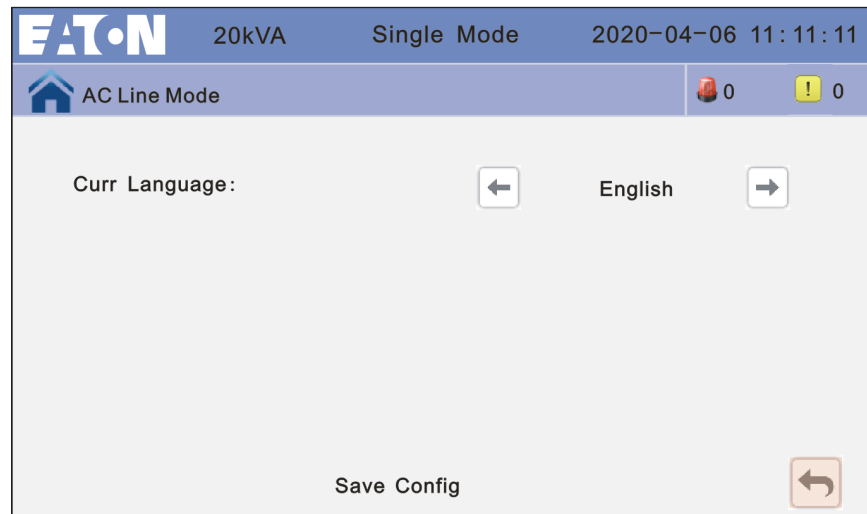 EATON 20kVA Single Mode 2020-04-06 11:11:11
AC Line Mode 0 ! 0
Curr Language: English
Save Config